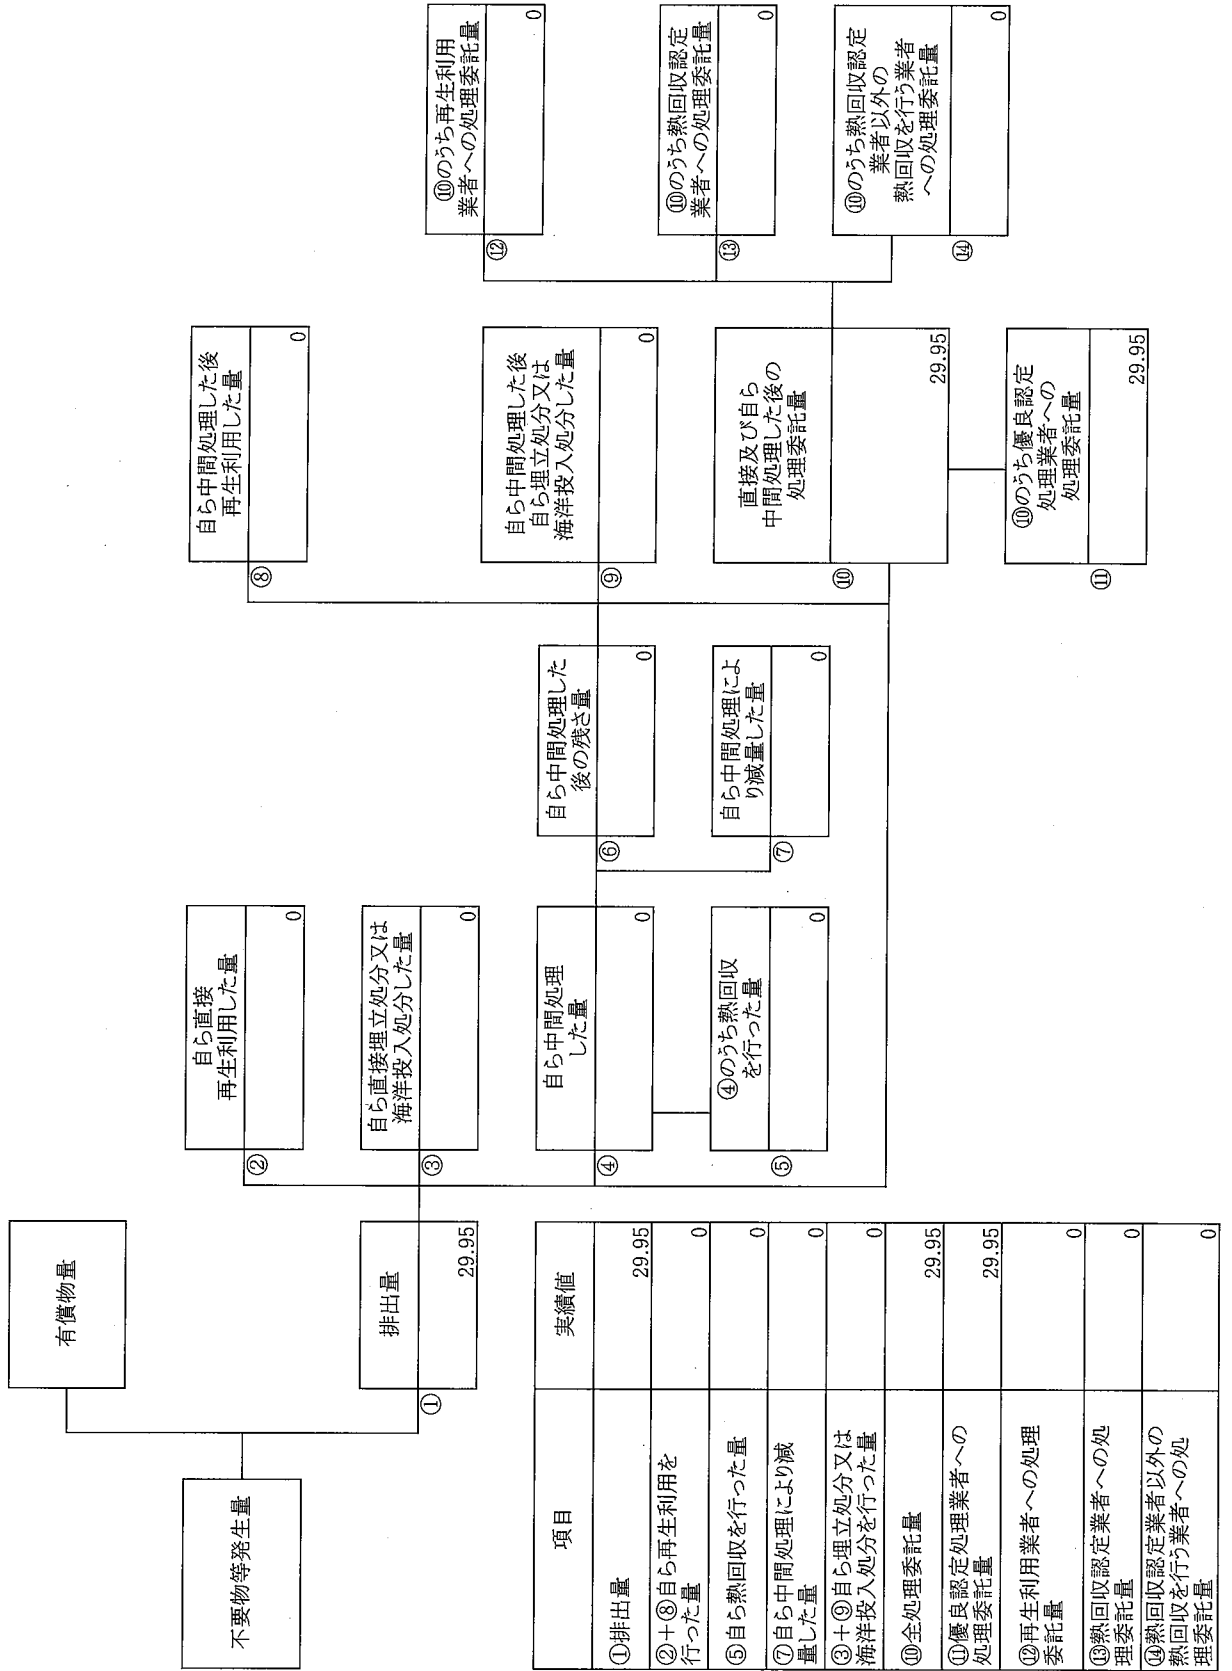 不要物等発生量
有償物量
①
排出量
29.95
②
自ら直接
再生利用した量
0
③
自ら直接埋立処分又は
海洋投入処分した量
0
④
自ら中間処理
した量
0
⑤
④のうち熱回収
を行った量
0
⑥
自ら中間処理した
後の残さ量
0
⑦
自ら中間処理によ
り減量した量
0
⑧
自ら中間処理した後
再生利用した量
0
⑨
自ら中間処理した後
自ら埋立処分又は
海洋投入処分した量
0
⑩
直接及び自ら
中間処理した後の
処理委託量
29.95
⑪
⑩のうち優良認定
処理業者への
処理委託量
29.95
⑫
⑩のうち再生利用
業者への処理委託量
0
⑬
⑩のうち熱回収認定
業者への処理委託量
0
⑭
⑩のうち熱回収認定
業者以外の
熱回収を行う業者
への処理委託量
0
項目 実績値
①排出量 29.95
②+⑧自ら再生利用を
行った量 0
⑤自ら熱回収を行った量 0
⑦自ら中間処理により減
量した量 0
③+⑨自ら埋立処分又は
海洋投入処分を行った量 0
⑩全処理委託量 29.95
⑪優良認定処理業者への
処理委託量 29.95
⑫再生利用業者への処理
委託量 0
⑬熱回収認定業者への処
理委託量 0
⑭熱回収認定業者以外の
熱回収を行う業者への処
理委託量 0